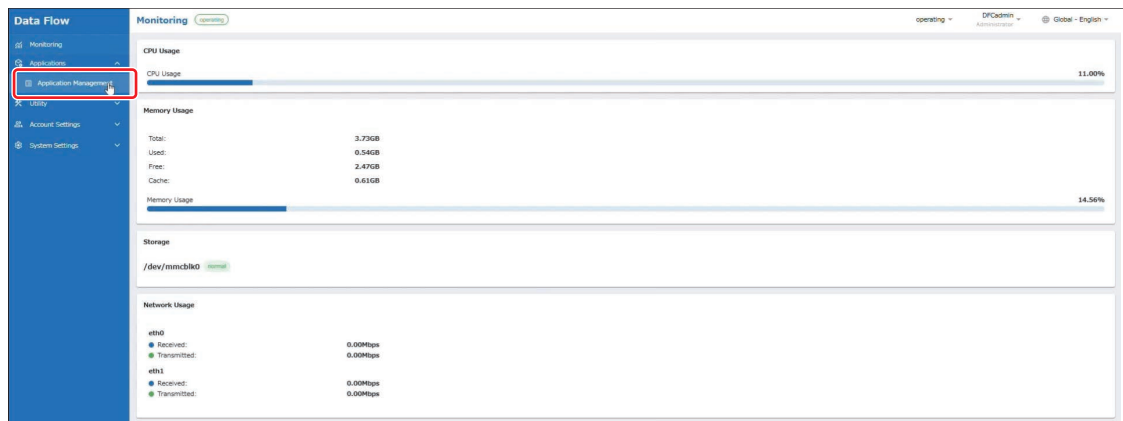 Data Flow
Monitoring operating
operating
DFCadmin
Administrator
Global - English
Monitoring
Applications
Application Management
Utility
Account Settings
System Settings
CPU Usage
CPU Usage 11.00%
Memory Usage
Total: 3.73GB
Used: 0.54GB
Free: 2.47GB
Cache: 0.61GB
Memory Usage 14.56%
Storage
/dev/mmcblk0 normal
Network Usage
eth0
Received: 0.00Mbps
Transmitted: 0.00Mbps
eth1
Received: 0.00Mbps
Transmitted: 0.00Mbps